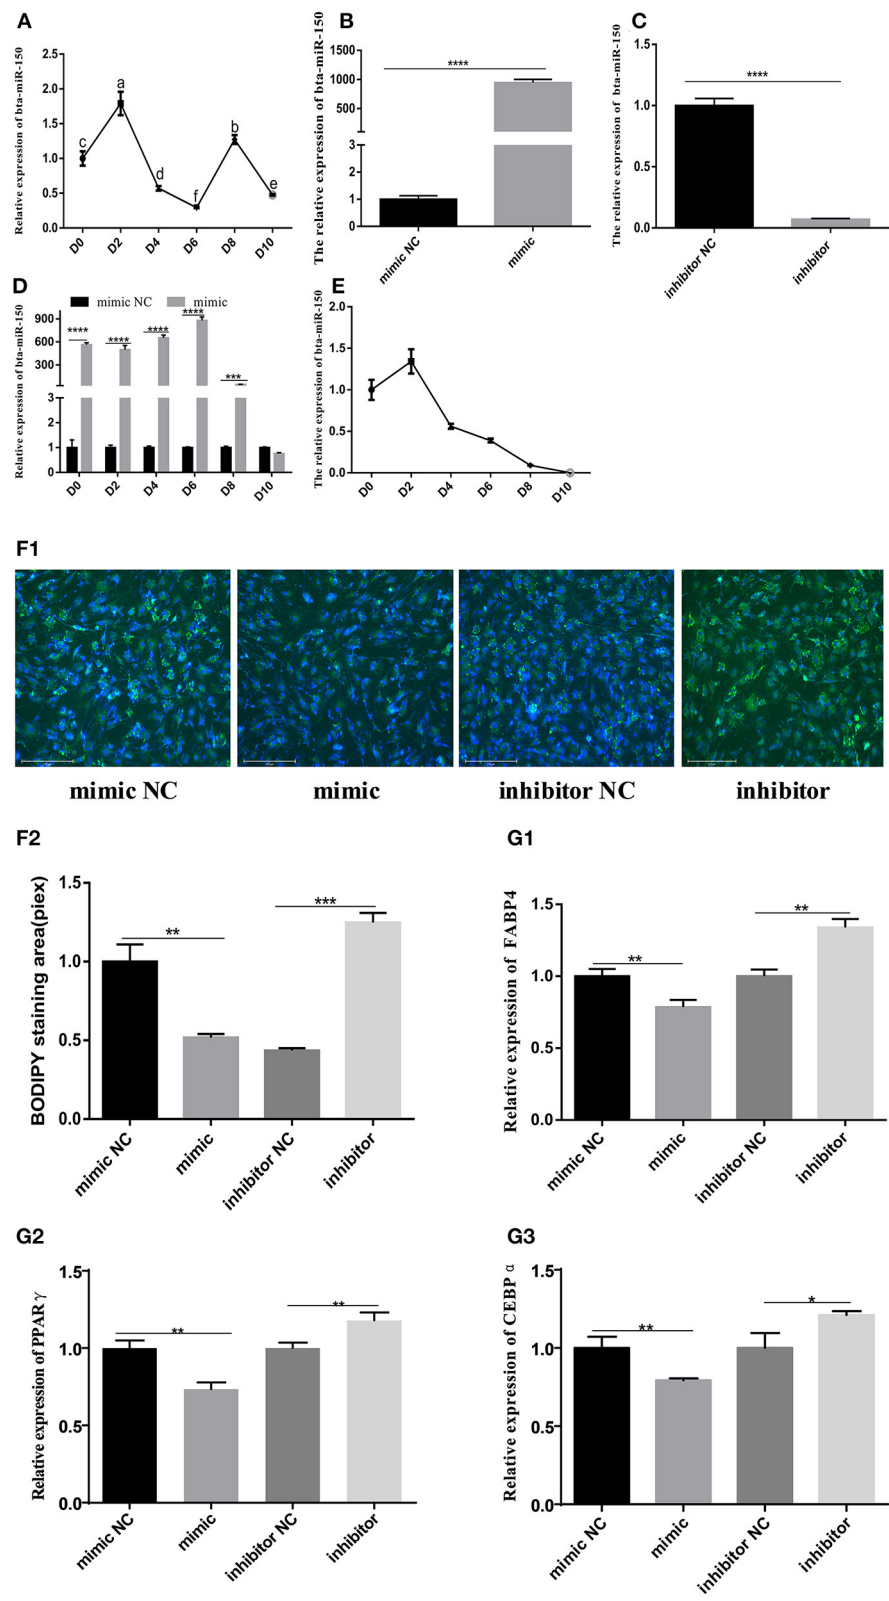 A
Relative expression of bta-miR-150
2.5
2.0
1.5
1.0
0.5
0.0
c
a
d
f
b
e
D0
D2
D4
D6
D8
D10
B
The relative expression of bta-miR-150
1500
1000
500
3
2
1
0
****
mimic NC
mimic
C
The relative expression of bta-miR-150
1.5
1.0
0.5
0.0
****
inhibitor NC
inhibitor
D
mimic NC
mimic
Relative expression of bta-miR-150
900
600
300
3
2
1
0
****
****
****
****
***
D0
D2
D4
D6
D8
D10
E
The relative expression of bta-miR-150
2.0
1.5
1.0
0.5
0.0
D0
D2
D4
D6
D8
D10
F1
mimic NC
mimic
inhibitor NC
inhibitor
F2
BODIPY staining area(piex)
1.5
1.0
0.5
0.0
**
***
mimic NC
mimic
inhibitor NC
inhibitor
G1
Relative expression of FABP4
1.5
1.0
0.5
0.0
**
**
mimic NC
mimic
inhibitor NC
inhibitor
G2
Relative expression of PPAR γ
1.5
1.0
0.5
0.0
**
**
mimic NC
mimic
inhibitor NC
inhibitor
G3
Relative expression of CEBP α
1.5
1.0
0.5
0.0
**
*
mimic NC
mimic
inhibitor NC
inhibitor